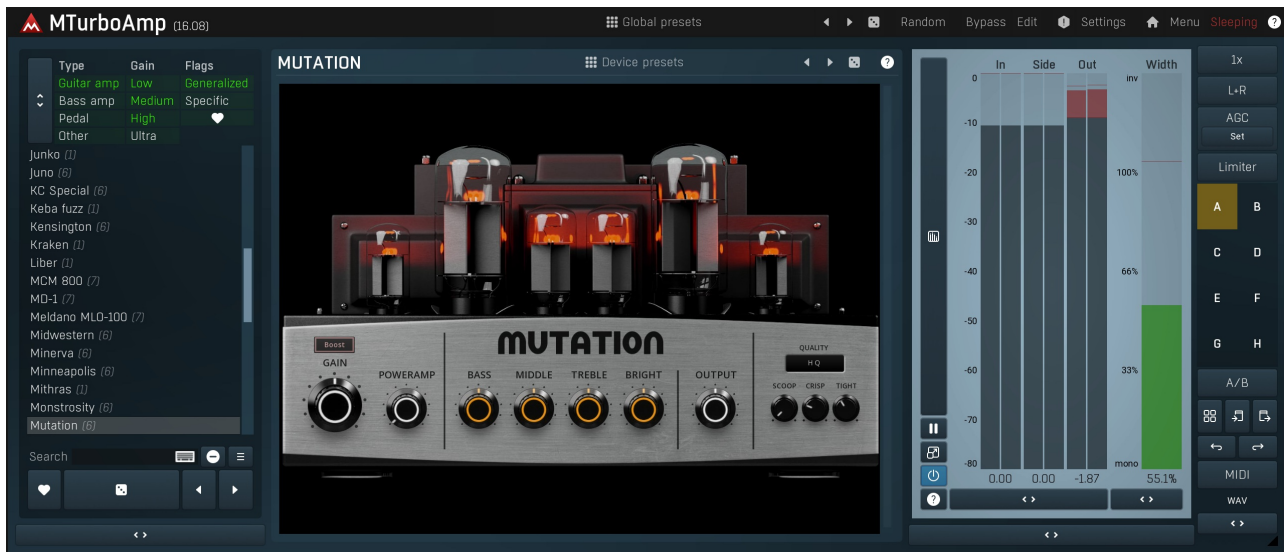 MTurboAmp (16.08) Global presets Random Bypass Edit Settings Menu Sleeping ?
Type Gain Flags
Guitar amp Low Generalized
Bass amp Medium Specific
Pedal High
Other Ultra
Junko (1)
Juno (6)
KC Special (6)
Keba fuzz (1)
Kensington (6)
Kraken (1)
Liber (1)
MCM 800 (7)
MD-1 (7)
Meldano MLO-100 (7)
Midwestern (6)
Minerva (6)
Minneapolis (6)
Mithras (1)
Monstrosity (6)
Mutation (6)
Search
MUTATION Device presets ?
MUTATION
Boost
GAIN
POWERAMP
BASS MIDDLE TREBLE BRIGHT
OUTPUT
QUALITY
HQ
SCOOP CRISP TIGHT
In Side Out Width
0 inv
-10
-20 100%
-30
-40 66%
-50
-60 33%
-70
-80 mono
0.00 0.00 -1.87 55.1%
?
1x
L+R
AGC
Set
Limiter
A B
C D
E F
G H
A/B
MIDI
WAV